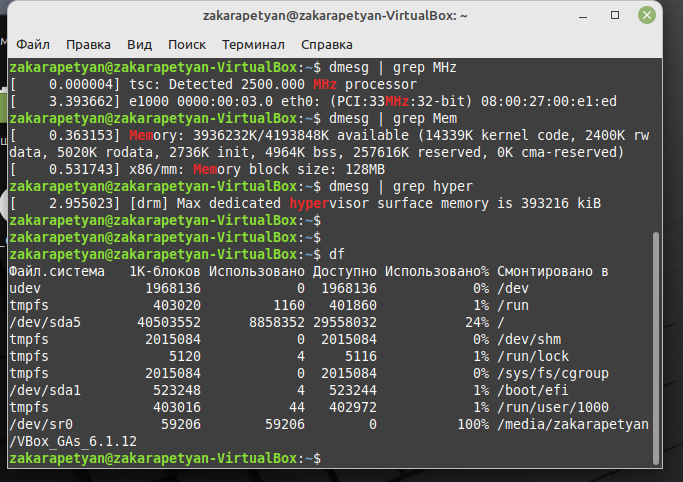 zakarapetyan@zakarapetyan-VirtualBox: ~
Файл Правка Вид Поиск Терминал Справка
zakarapetyan@zakarapetyan-VirtualBox:~$ dmesg | grep MHz
[    0.000004] tsc: Detected 2500.000 MHz processor
[    3.393662] e1000 0000:00:03.0 eth0: (PCI:33MHz:32-bit) 08:00:27:00:e1:ed
zakarapetyan@zakarapetyan-VirtualBox:~$ dmesg | grep Mem
[    0.363153] Memory: 3936232K/4193848K available (14339K kernel code, 2400K rw
data, 5020K rodata, 2736K init, 4964K bss, 257616K reserved, 0K cma-reserved)
[    0.531743] x86/mm: Memory block size: 128MB
zakarapetyan@zakarapetyan-VirtualBox:~$ dmesg | grep hyper
[    2.955023] [drm] Max dedicated hypervisor surface memory is 393216 kiB
zakarapetyan@zakarapetyan-VirtualBox:~$
zakarapetyan@zakarapetyan-VirtualBox:~$
zakarapetyan@zakarapetyan-VirtualBox:~$ df
Файл.система   1K-блоков Использовано Доступно Использовано% Смонтировано в
udev             1968136            0  1968136            0% /dev
tmpfs             403020         1160   401860            1% /run
/dev/sda5       40503552      8858352 29558032           24% /
tmpfs            2015084            0  2015084            0% /dev/shm
tmpfs               5120            4     5116            1% /run/lock
tmpfs            2015084            0  2015084            0% /sys/fs/cgroup
/dev/sda1         523248            4   523244            1% /boot/efi
tmpfs             403016           44   402972            1% /run/user/1000
/dev/sr0           59206        59206        0          100% /media/zakarapetyan
/VBox_GAs_6.1.12
zakarapetyan@zakarapetyan-VirtualBox:~$